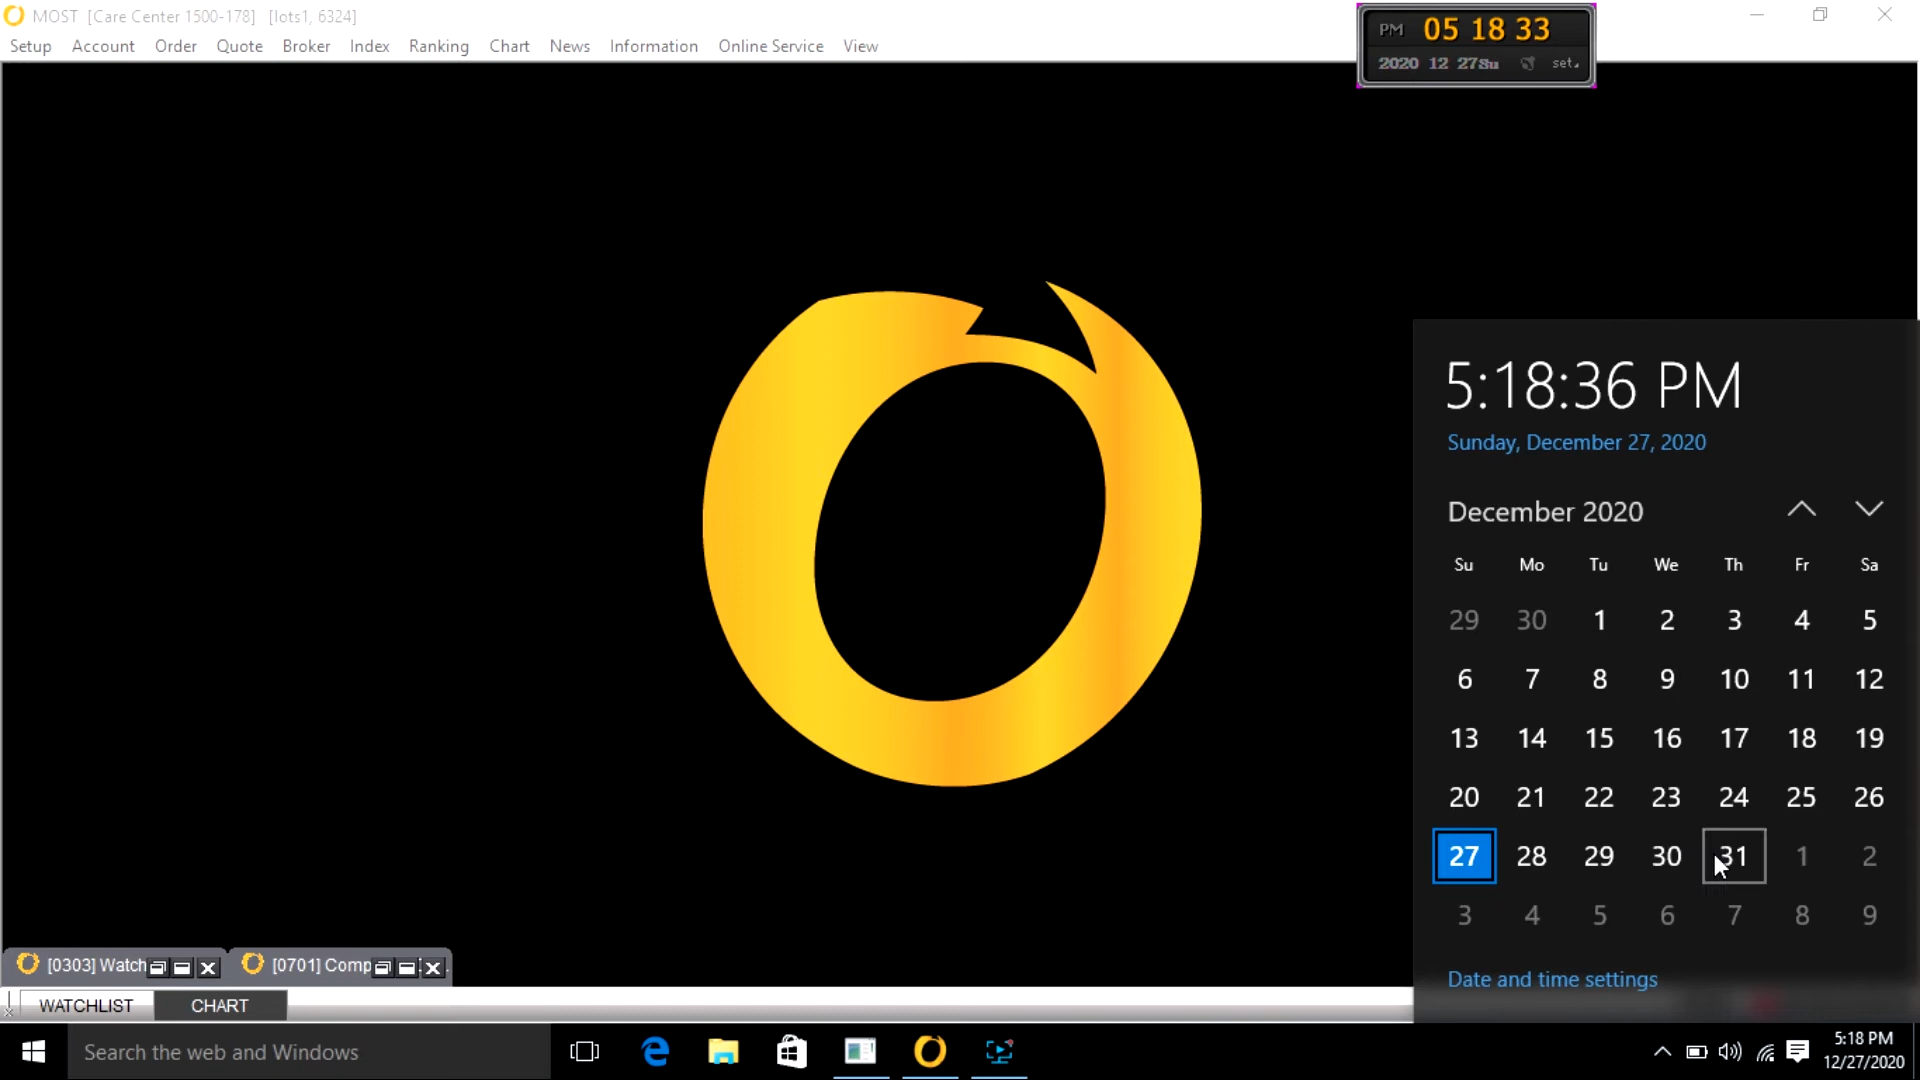 MOST [Care Center 1500-178] [lots1, 6324]
Setup Account Order Quote Broker Index Ranking Chart News Information Online Service View
PM 05 18 33
2020 12 27Su set
5:18:36 PM
Sunday, December 27, 2020
December 2020
Su Mo Tu We Th Fr Sa
29 30 1 2 3 4 5
6 7 8 9 10 11 12
13 14 15 16 17 18 19
20 21 22 23 24 25 26
27 28 29 30 31 1 2
3 4 5 6 7 8 9
Date and time settings
[0303] Watch [0701] Comp
WATCHLIST CHART
Search the web and Windows
5:18 PM
12/27/2020